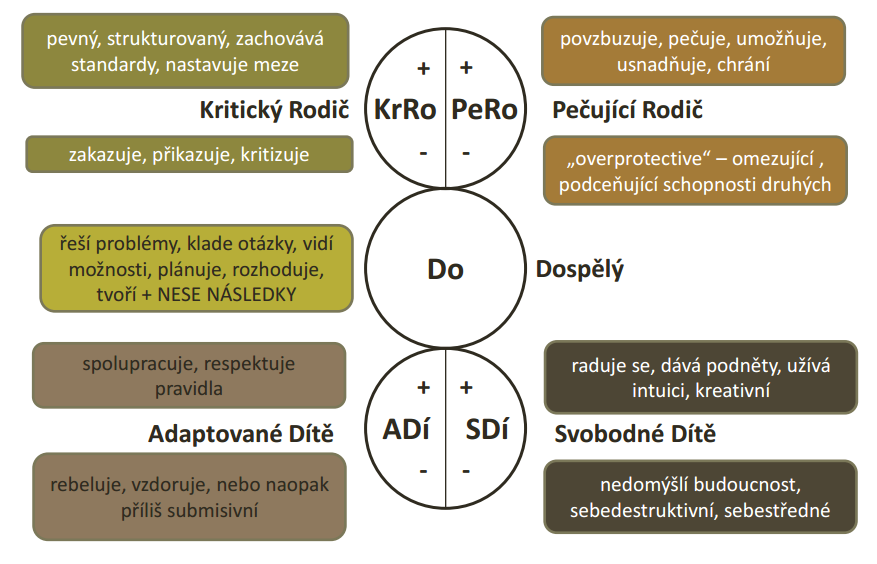 pevný, strukturovaný, zachovává
standardy, nastavuje meze
povzbuzuje, pečuje, umožňuje,
usnadňuje, chrání
+ +
Kritický Rodič
KrRo PeRo
Pečující Rodič
- -
zakazuje, přikazuje, kritizuje
„overprotective“ – omezující ,
podceňující schopnosti druhých
řeší problémy, klade otázky, vidí
možnosti, plánuje, rozhoduje,
tvoří + NESE NÁSLEDKY
Do
Dospělý
spolupracuje, respektuje
pravidla
raduje se, dává podněty, užívá
intuici, kreativní
+ +
Adaptované Dítě
ADí SDí
Svobodné Dítě
- -
rebeluje, vzdoruje, nebo naopak
příliš submisivní
nedomýšlí budoucnost,
sebedestruktivní, sebestředné